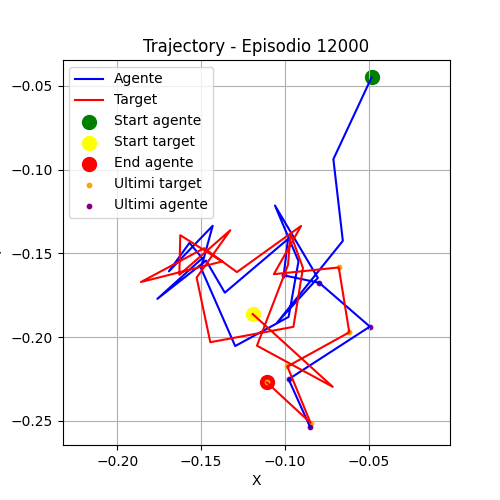 Trajectory - Episodio 12000
Agente
Target
Start agente
Start target
End agente
Ultimi target
Ultimi agente
−0.05
−0.10
−0.15
−0.20
−0.25
−0.20
−0.15
−0.10
−0.05
X